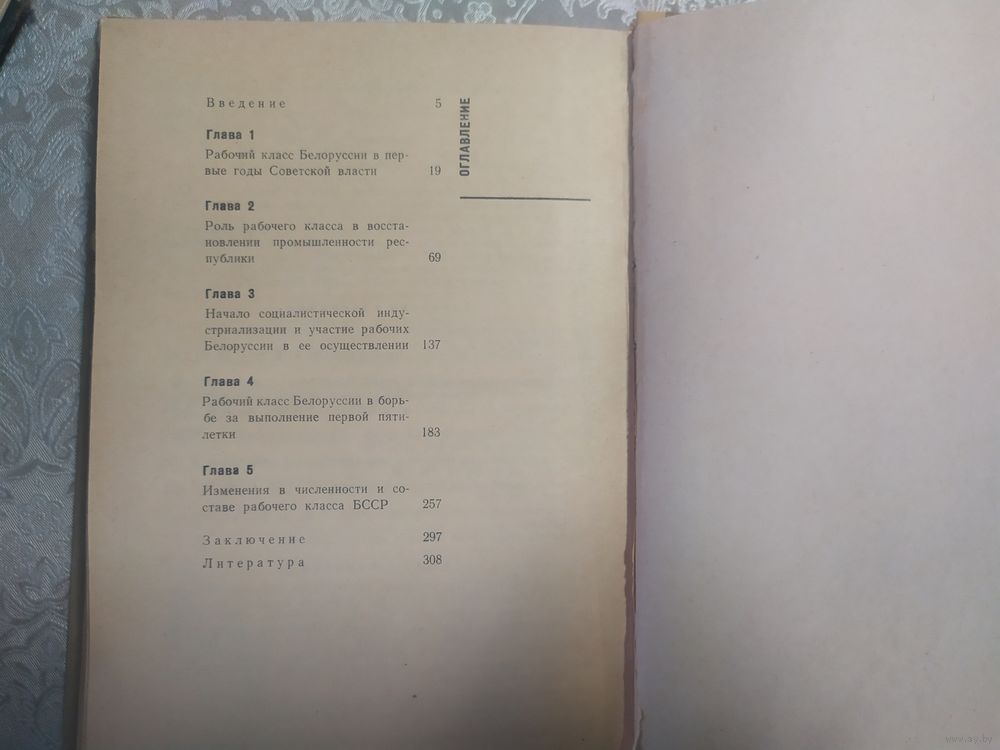 ОГЛАВЛЕНИЕ
Введение 5
Глава 1
Рабочий класс Белоруссии в пер-
вые годы Советской власти 19
Глава 2
Роль рабочего класса в восста-
новлении промышленности рес-
публики 69
Глава 3
Начало социалистической инду-
стриализации и участие рабочих
Белоруссии в ее осуществлении 137
Глава 4
Рабочий класс Белоруссии в борь-
бе за выполнение первой пяти-
летки 183
Глава 5
Изменения в численности и со-
ставе рабочего класса БССР 257
Заключение 297
Литература 308
www.ay.by